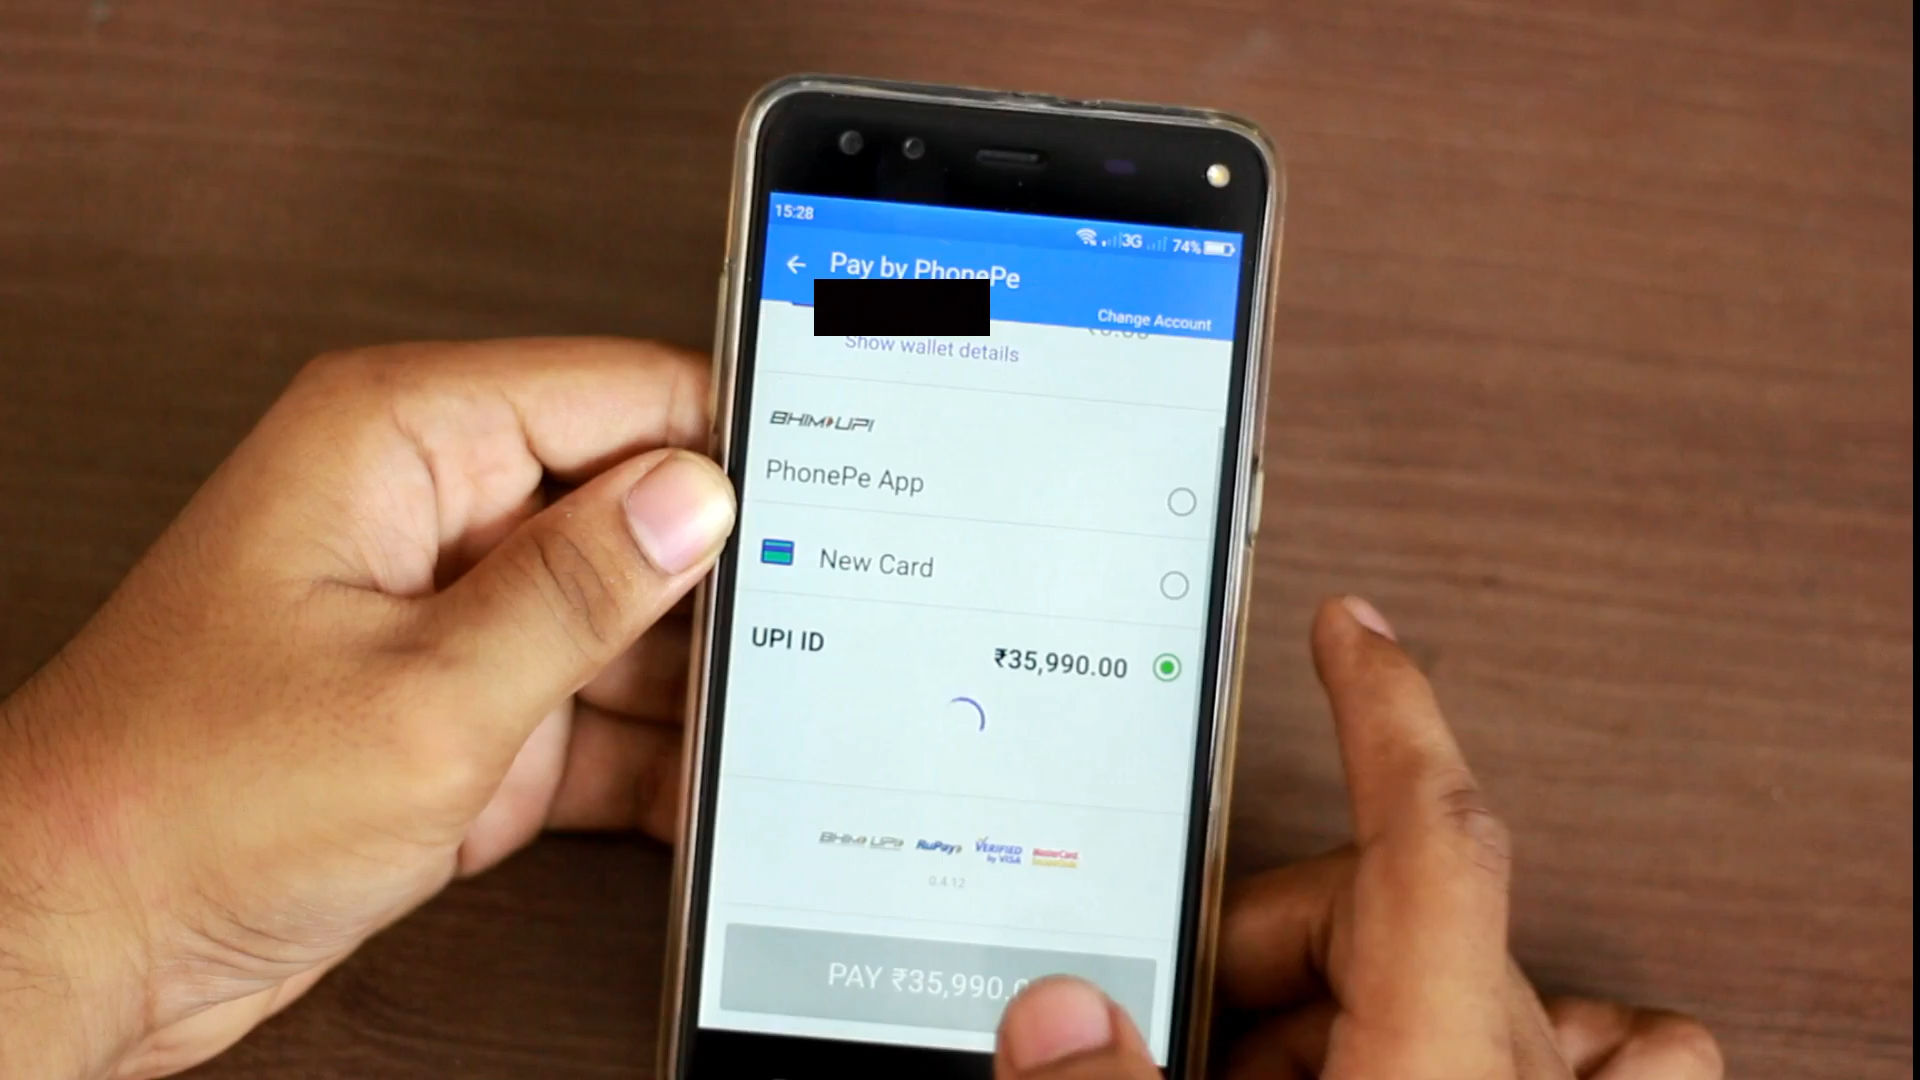 15:28
3G 74%
Pay by PhonePe
Change Account
Show wallet details
BHIM UPI
PhonePe App
New Card
UPI ID ₹35,990.00
BHIM UPI RuPay VERIFIED by VISA MasterCard
0.4.12
PAY ₹35,990.